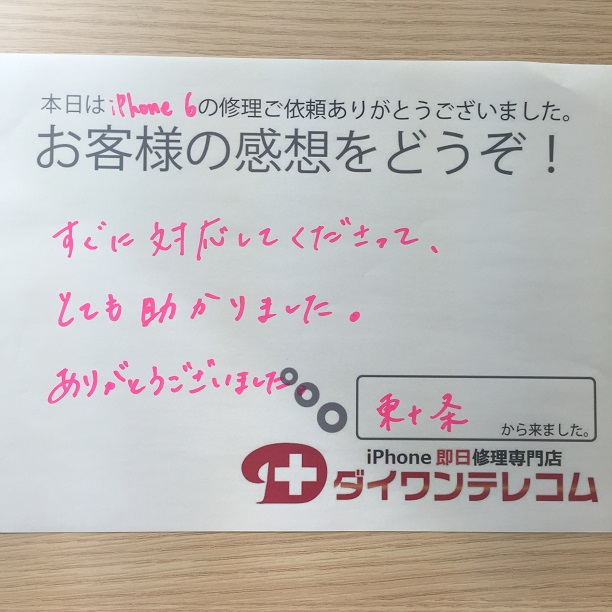 本日はiPhone 6の修理ご依頼ありがとうございました。
お客様の感想をどうぞ！
すぐに対応してくださって、
とても助かりました。
ありがとうございました。
東十条
から来ました。
iPhone 即日修理専門店
ダイワンテレコム